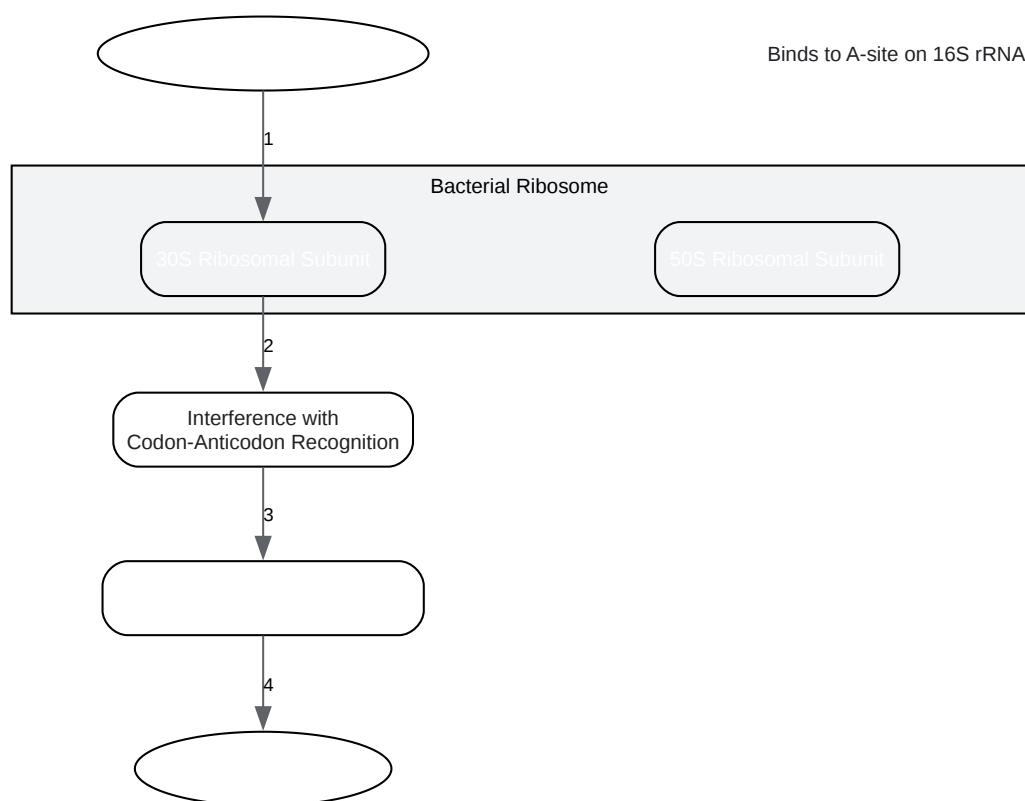 Binds to A-site on 16S rRNA
1
Bacterial Ribosome
30S Ribosomal Subunit
50S Ribosomal Subunit
2
Interference with
Codon-Anticodon Recognition
3
4